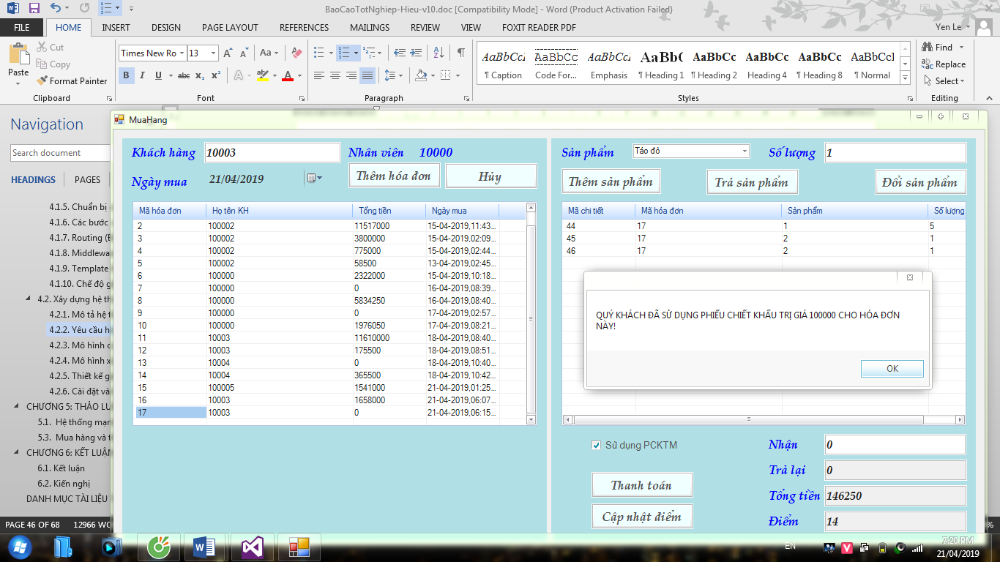 BaoCaoTotNghiep-Hieu-v10.doc [Compatibility Mode] - Word (Product Activation Failed)
FILE HOME INSERT DESIGN PAGE LAYOUT REFERENCES MAILINGS REVIEW VIEW FOXIT READER PDF Yen Le
Paste
Cut
Copy
Format Painter
Times New Ro 13
AaBbCcI AaBbCc AaBbCcI AaBb( AaBbCc AaBbCc AaBbCc AaBbCcI
¶ Caption Code For... Emphasis ¶ Heading 1 ¶ Heading 2 Heading 4 ¶ Heading 8 ¶ Normal
Find
Replace
Select
Clipboard Font Paragraph Styles Editing
Navigation
Search document
HEADINGS PAGES
4.1.5. Chuẩn bị
4.1.6. Các bước
4.1.7. Routing (Đ
4.1.8. Middlewa
4.1.9. Template
4.1.10. Chế độ g
4.2. Xây dựng hệ th
4.2.1. Mô tả hệ t
4.2.2. Yêu cầu h
4.2.3. Mô hình c
4.2.4. Mô hình x
4.2.5. Thiết kế g
4.2.6. Cài đặt và
CHƯƠNG 5: THẢO LU
5.1. Hệ thống mạn
5.3. Mua hàng và t
CHƯƠNG 6: KẾT LUẬN
6.1. Kết luận
6.2. Kiến nghị
DANH MỤC TÀI LIỆU
PAGE 46 OF 68 12966 WO
MuaHang
Khách hàng 10003 Nhân viên 10000
Ngày mua 21/04/2019 Thêm hóa đơn Hủy
Mã hóa đơn Họ tên KH Tổng tiền Ngày mua
2 100002 11517000 15-04-2019,11:43...
3 100002 3800000 15-04-2019,02:09...
4 100002 775000 15-04-2019,02:44...
5 100002 58500 13-04-2019,02:45...
6 100000 2322000 15-04-2019,10:18...
7 100000 0 16-04-2019,08:39...
8 100000 5834250 16-04-2019,08:40...
9 100000 0 17-04-2019,02:57...
10 100000 1976050 17-04-2019,08:21...
11 10003 11610000 18-04-2019,08:40...
12 10003 175500 18-04-2019,08:51...
13 10004 0 18-04-2019,10:40...
14 10004 365500 18-04-2019,10:42...
15 100005 1541000 21-04-2019,01:25...
16 10003 1658000 21-04-2019,06:07...
17 10003 0 21-04-2019,06:15...
Sản phẩm Táo đỏ Số lượng 1
Thêm sản phẩm Trả sản phẩm Đổi sản phẩm
Mã chi tiết Mã hóa đơn Sản phẩm Số lượng
44 17 1 5
45 17 2 1
46 17 2 1
QUÝ KHÁCH ĐÃ SỬ DỤNG PHIẾU CHIẾT KHẤU TRỊ GIÁ 100000 CHO HÓA ĐƠN
NÀY!
OK
Sử dụng PCKTM
Thanh toán
Cập nhật điểm
Nhận 0
Trả lại 0
Tổng tiền 146250
Điểm 14
EN
7:20 PM
21/04/2019